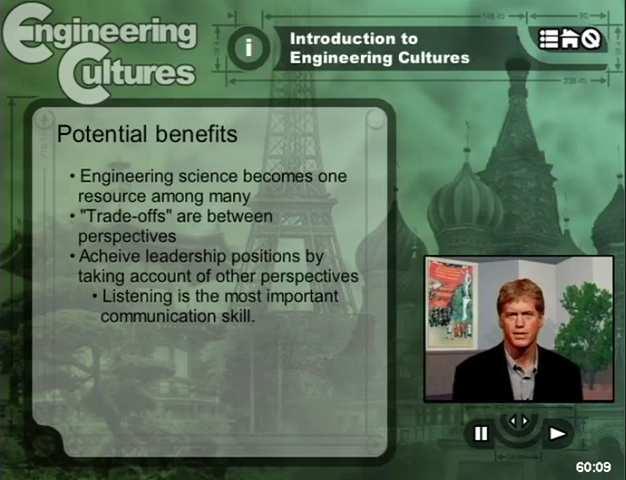 Engineering
Cultures
i
Introduction to
Engineering Cultures
Potential benefits
• Engineering science becomes one
resource among many
• "Trade-offs" are between
perspectives
• Acheive leadership positions by
taking account of other perspectives
• Listening is the most important
communication skill.
60:09